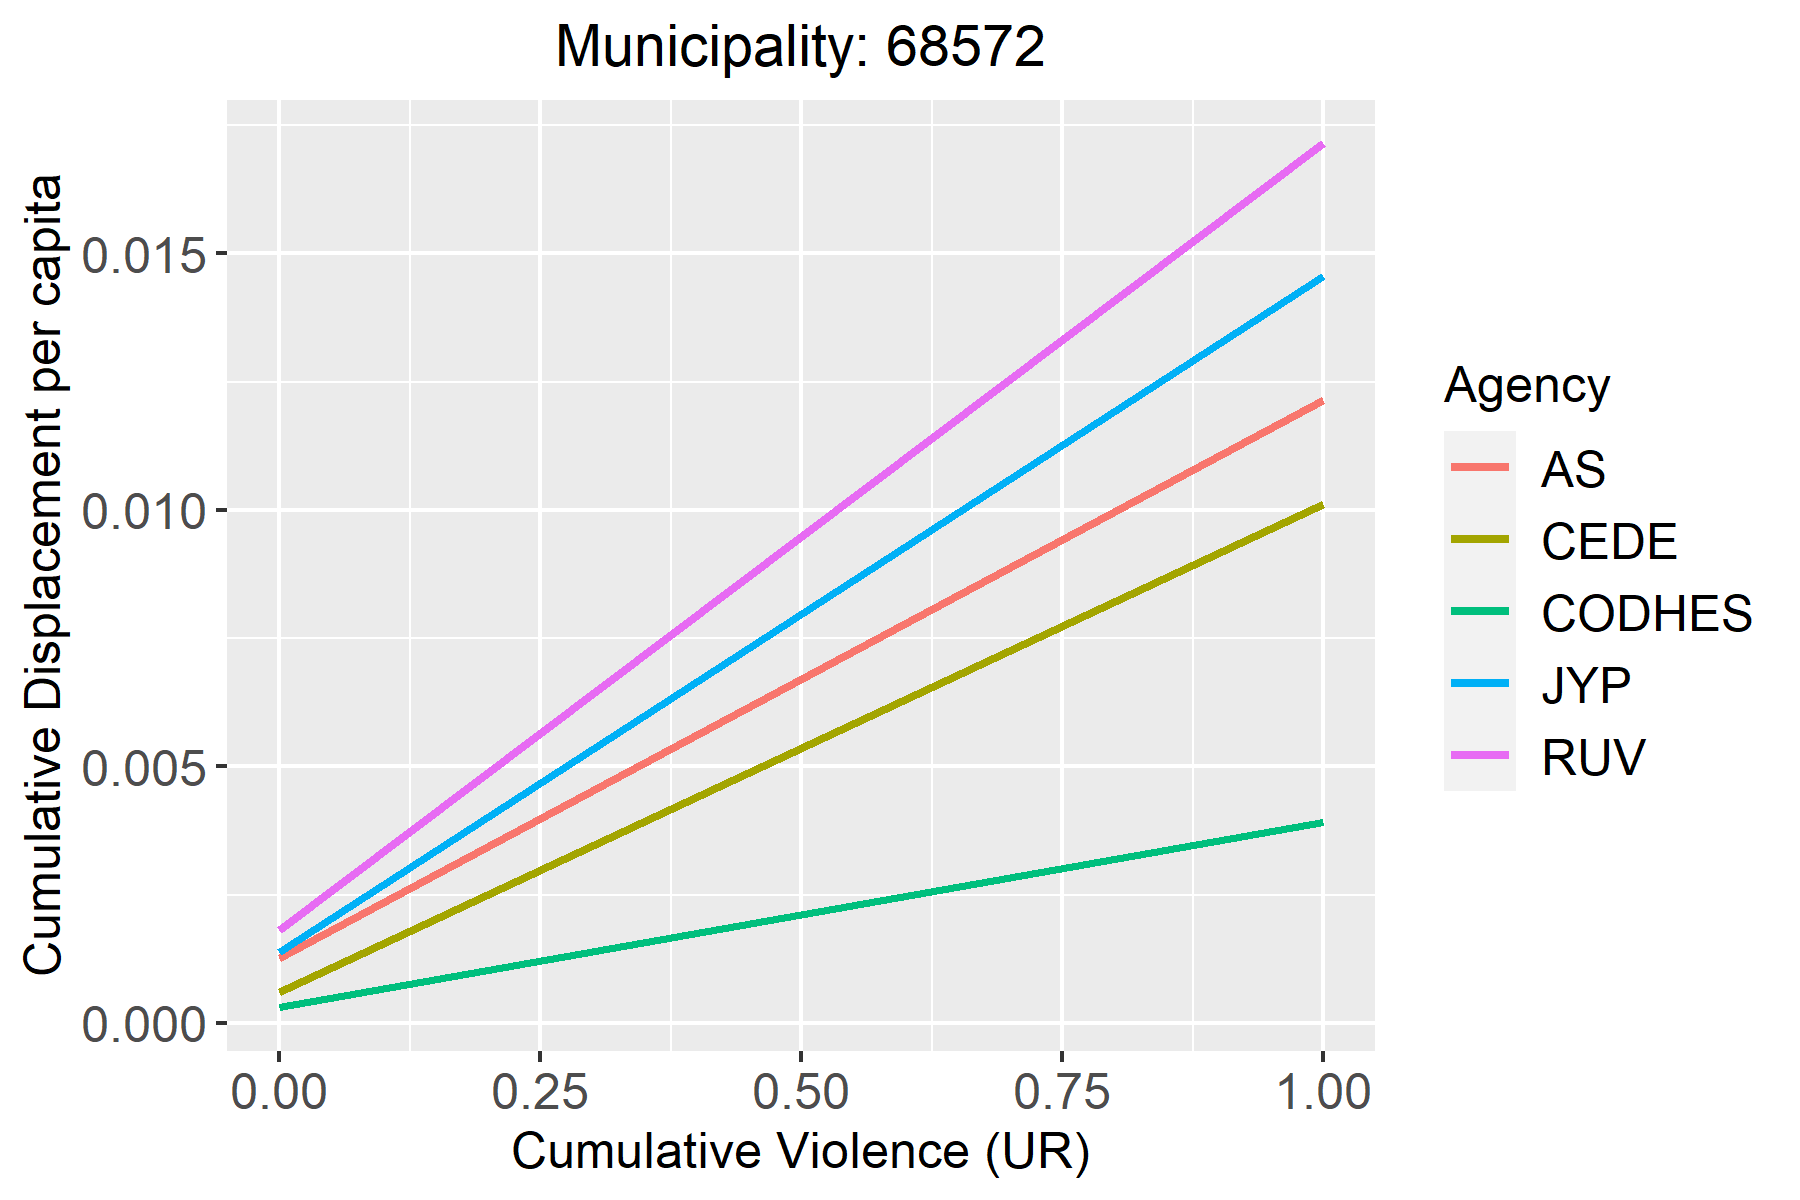 Municipality: 68572
Cumulative Displacement per capita
0.015
0.010
0.005
0.000
0.00 0.25 0.50 0.75 1.00
Cumulative Violence (UR)
Agency
AS
CEDE
CODHES
JYP
RUV